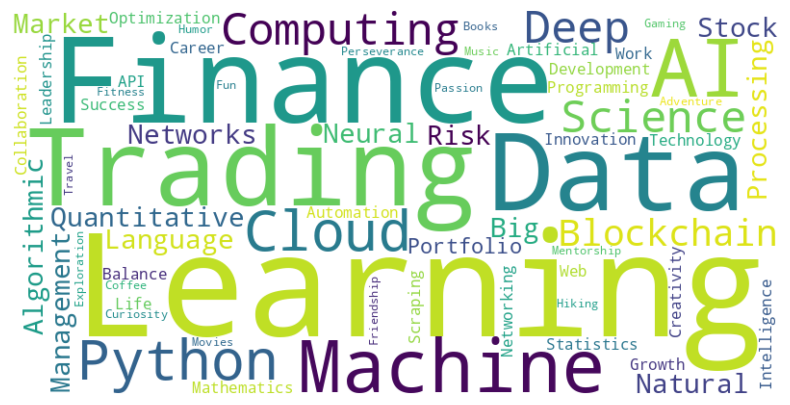 Market
Optimization
Humor
Computing
Books
Deep
Gaming
Stock
Career
Perseverance
Music
Artificial
Work
Leadership
API
Fitness
Success
Fun
Finance
Passion
Development
Programming
AI
Adventure
Processing
Collaboration
Networks
Neural
Risk
Science
Innovation
Technology
Travel
Trading
Data
Algorithmic
Quantitative
Automation
Cloud
Big
Blockchain
Language
Portfolio
Mentorship
Management
Exploration
Balance
Coffee
Life
Curiosity
Learning
Friendship
Scraping
Networking
Web
Hiking
Creativity
Intelligence
Movies
Python
Mathematics
Machine
Statistics
Growth
Natural